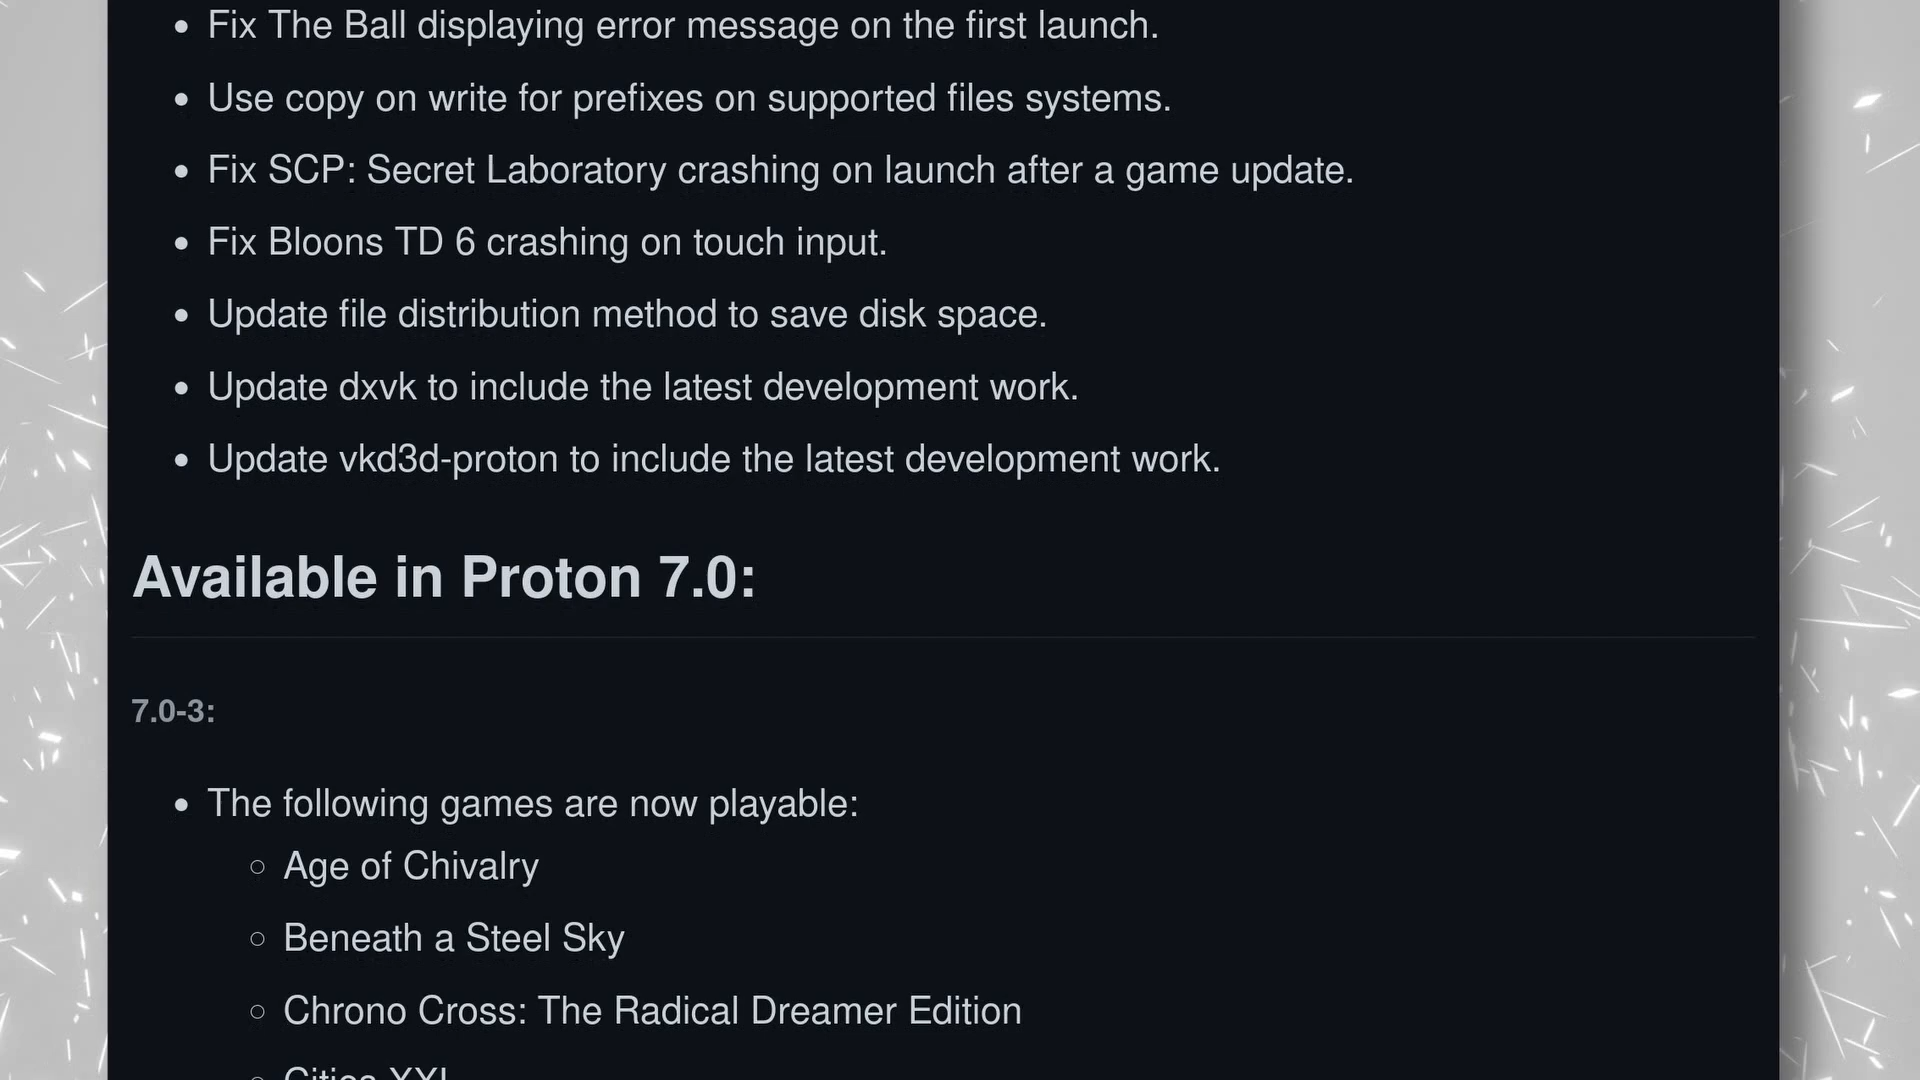 Fix The Ball displaying error message on the first launch.
Use copy on write for prefixes on supported files systems.
Fix SCP: Secret Laboratory crashing on launch after a game update.
Fix Bloons TD 6 crashing on touch input.
Update file distribution method to save disk space.
Update dxvk to include the latest development work.
Update vkd3d-proton to include the latest development work.
Available in Proton 7.0:
7.0-3:
The following games are now playable:
Age of Chivalry
Beneath a Steel Sky
Chrono Cross: The Radical Dreamer Edition
Cities XXL